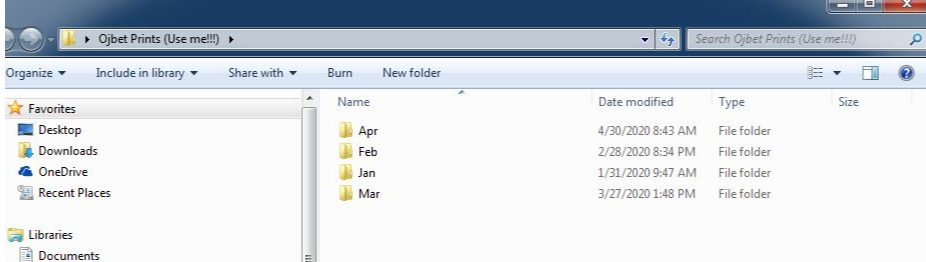 Ojbet Prints (Use me!!!)
Search Ojbet Prints (Use me!!!)
Organize Include in library Share with Burn New folder
Favorites
Desktop
Downloads
OneDrive
Recent Places
Libraries
Documents
Name Date modified Type Size
Apr 4/30/2020 8:43 AM File folder
Feb 2/28/2020 8:34 PM File folder
Jan 1/31/2020 9:47 AM File folder
Mar 3/27/2020 1:48 PM File folder